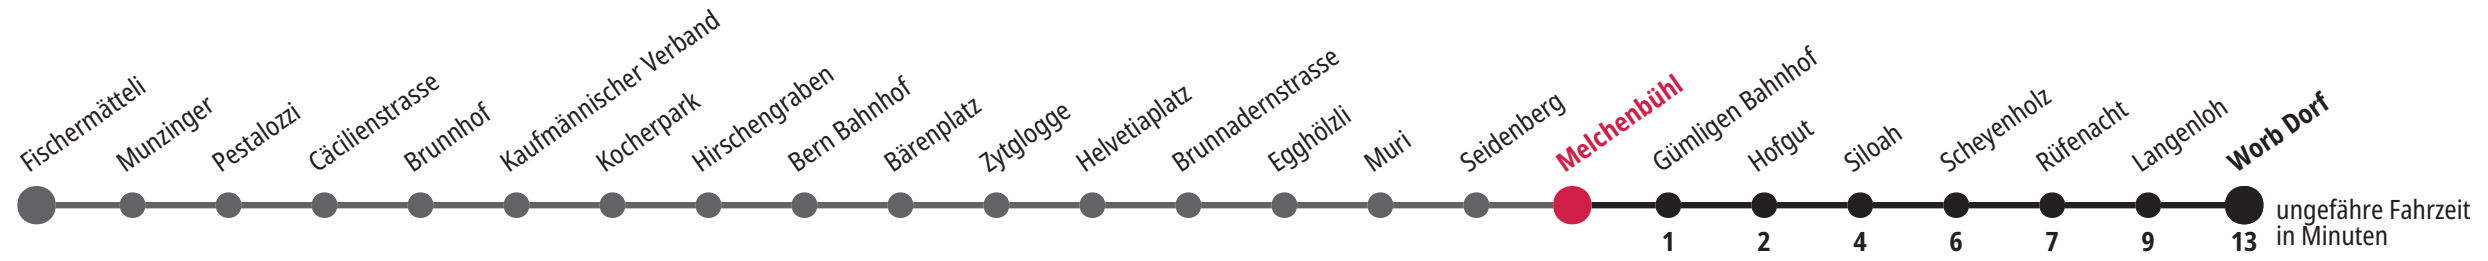 Fischermätteli
Munzinger
Pestalozzi
Cäcilienstrasse
Brunnhof
Kaufmännischer Verband
Kocherpark
Hirschengraben
Bern Bahnhof
Bärenplatz
Zytglogge
Helvetiaplatz
Brunnadernstrasse
Egghölzli
Muri
Seidenberg
Melchenbühl
Gümligen Bahnhof
Hofgut
Siloah
Scheyenholz
Rüfenacht
Langenloh
Worb Dorf
1 2 4 6 7 9 13
ungefähre Fahrzeit
in Minuten